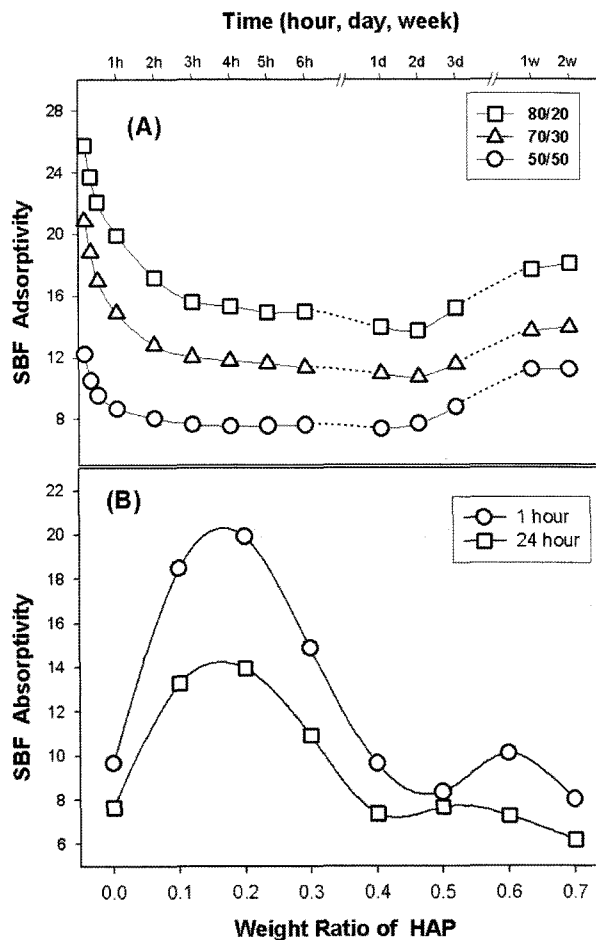 Time (hour, day, week)
1h 2h 3h 4h 5h 6h 1d 2d 3d 1w 2w
28
24
20
16
12
8
SBF Adsorptivity
(A)
80/20
70/30
50/50
22
20
18
16
14
12
10
8
6
SBF Absorptivity
(B)
1 hour
24 hour
0.0 0.1 0.2 0.3 0.4 0.5 0.6 0.7
Weight Ratio of HAP